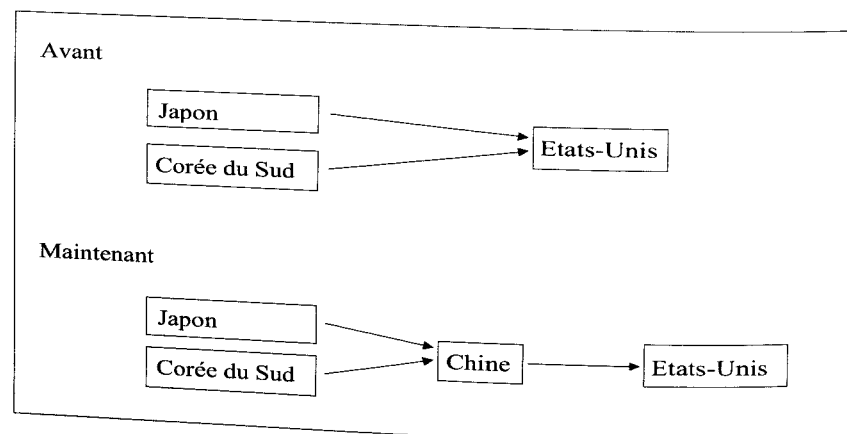 Avant
Japon
Corée du Sud
Etats-Unis
Maintenant
Japon
Corée du Sud
Chine
Etats-Unis